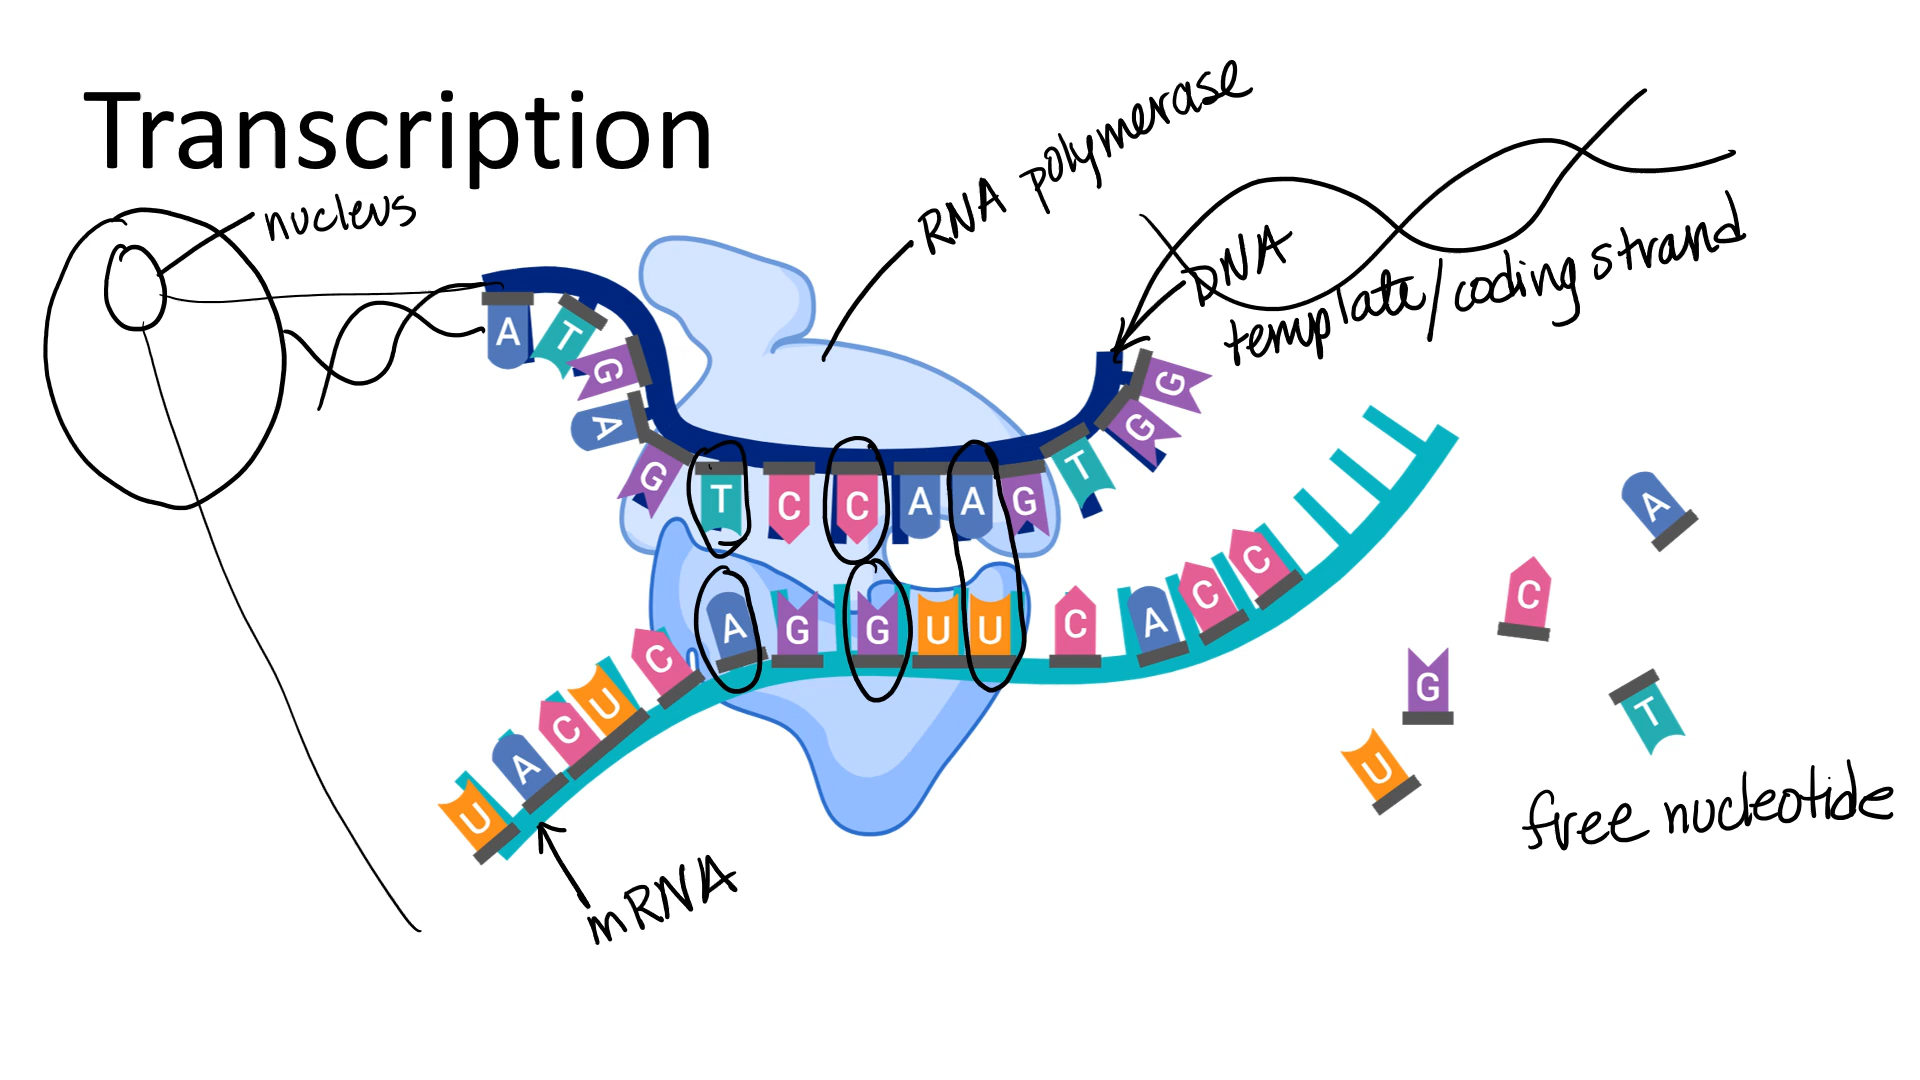 Transcription
nucleus
RNA polymerase
DNA
template/coding strand
A T G A G T C C A A G T G G
U A C U C A G G U U C A C C
A
C
G
T
U
free nucleotide
mRNA